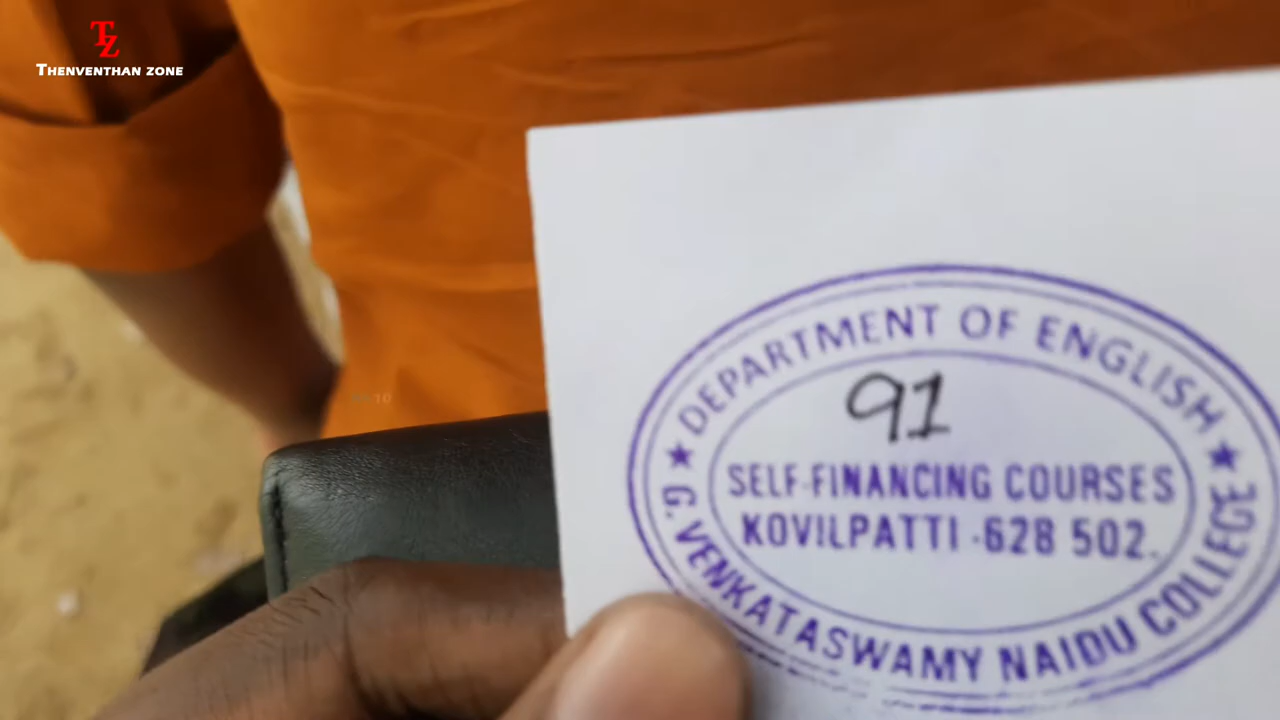 TZ
THENVENTHAN ZONE
DEPARTMENT OF ENGLISH
91
SELF-FINANCING COURSES
KOVILPATTI - 628 502.
★ G. VENKATASWAMY NAIDU COLLEGE ★